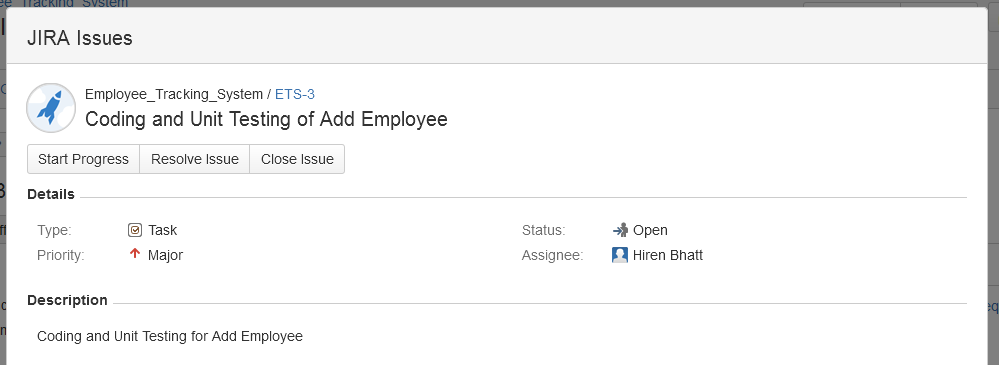 ee_Tracking_System
JIRA Issues
Employee_Tracking_System / ETS-3
Coding and Unit Testing of Add Employee
Start Progress Resolve Issue Close Issue
Details
Type: Task Status: Open
Priority: Major Assignee: Hiren Bhatt
Description
Coding and Unit Testing for Add Employee